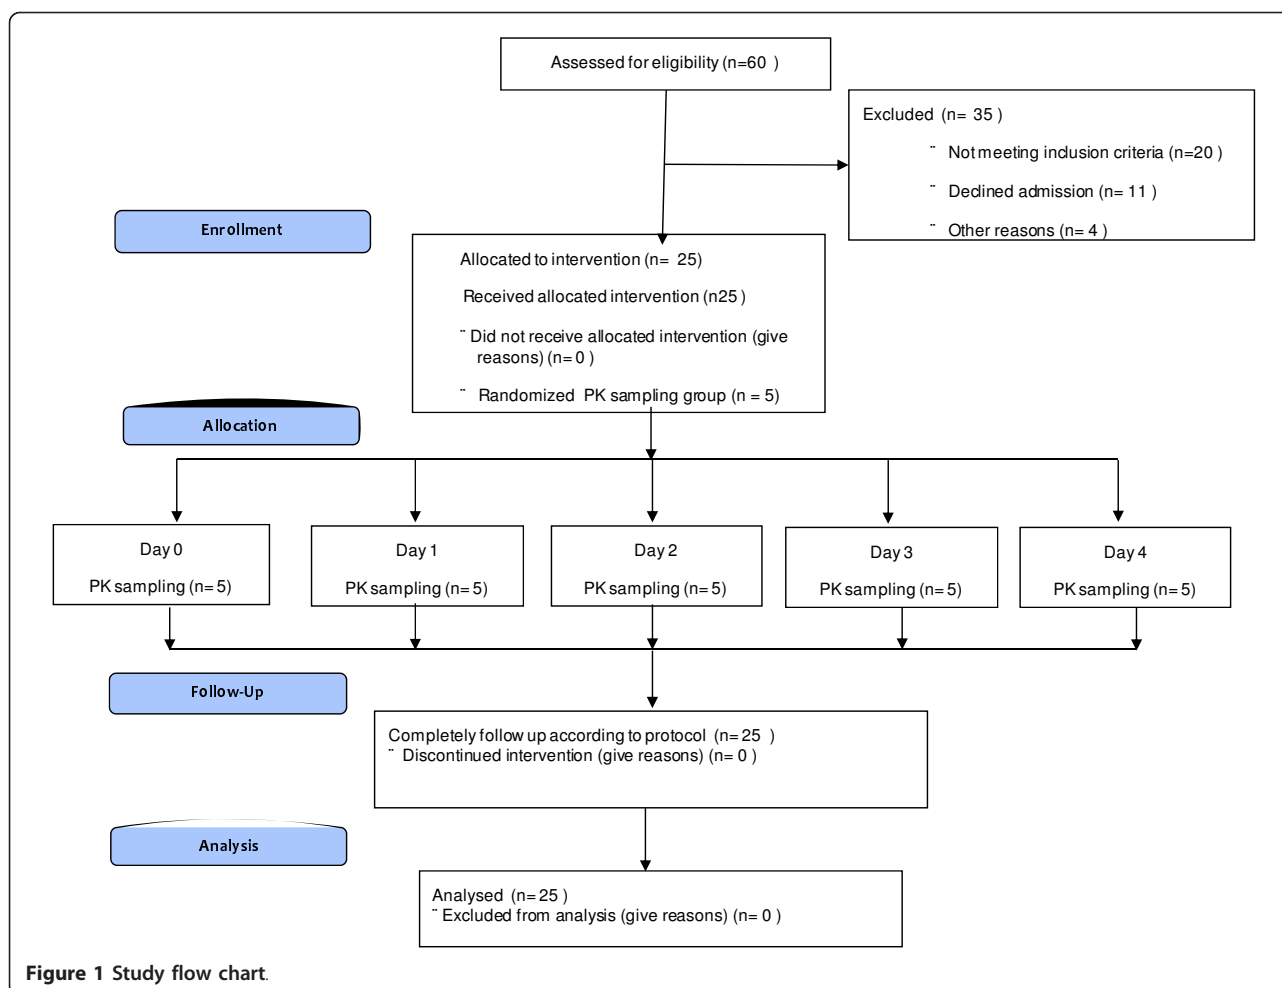 Assessed for eligibility (n=60 )
Excluded (n= 35 )
¨ Not meeting inclusion criteria (n=20 )
¨ Declined admission (n= 11 )
¨ Other reasons (n= 4 )
Enrollment
Allocated to intervention (n= 25)
Received allocated intervention (n25 )
¨ Did not receive allocated intervention (give
reasons) (n= 0 )
¨ Randomized PK sampling group (n = 5)
Allocation
Day 0
PK sampling (n= 5)
Day 1
PK sampling (n= 5)
Day 2
PK sampling (n= 5)
Day 3
PK sampling (n= 5)
Day 4
PK sampling (n= 5)
Follow-Up
Completely follow up according to protocol (n= 25 )
¨ Discontinued intervention (give reasons) (n= 0 )
Analysis
Analysed (n= 25 )
¨ Excluded from analysis (give reasons) (n= 0 )
Figure 1 Study flow chart.